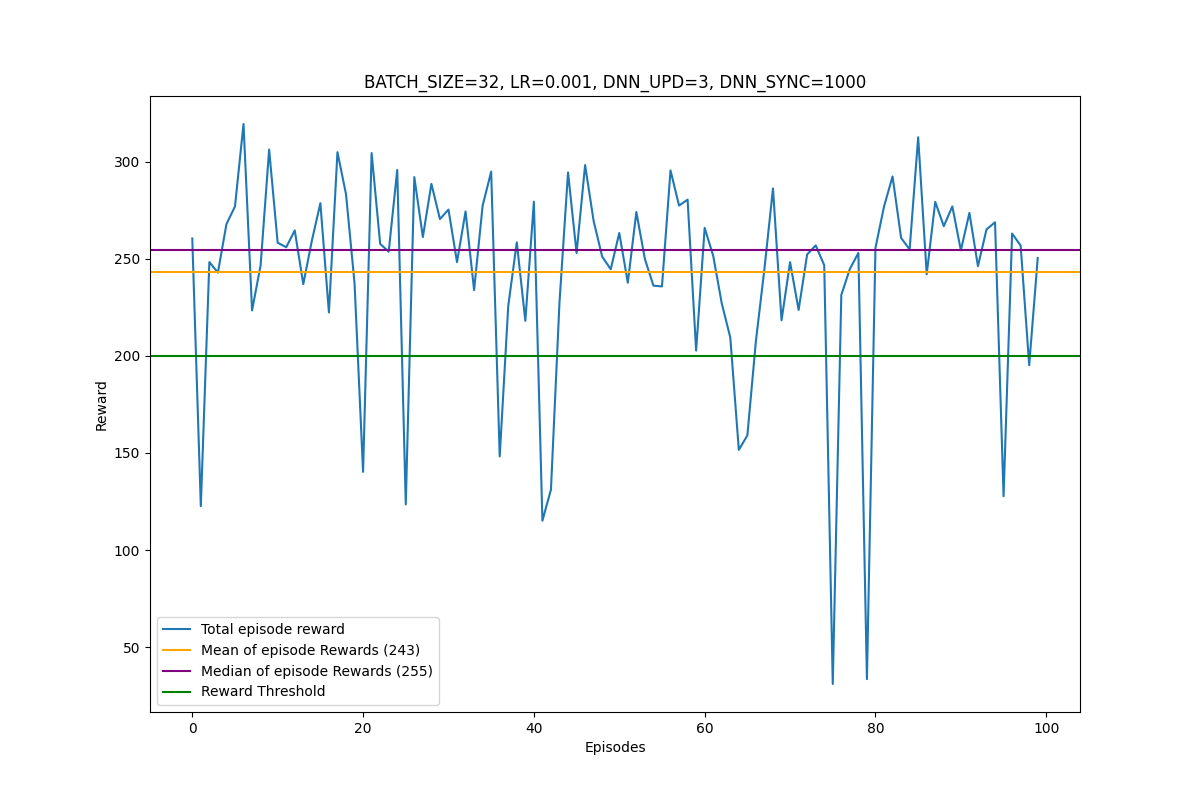 BATCH_SIZE=32, LR=0.001, DNN_UPD=3, DNN_SYNC=1000
300
250
200
150
100
50
Reward
Total episode reward
Mean of episode Rewards (243)
Median of episode Rewards (255)
Reward Threshold
0 20 40 60 80 100
Episodes